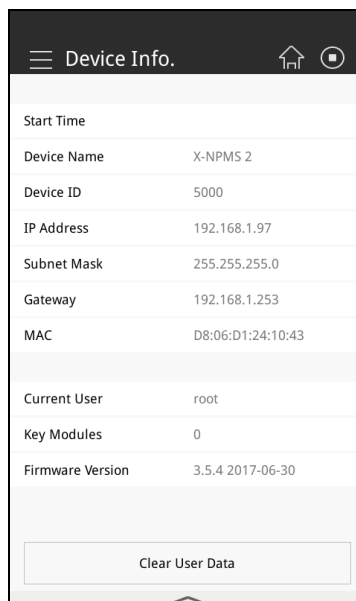 Device Info.
Start Time
Device Name X-NPMS 2
Device ID 5000
IP Address 192.168.1.97
Subnet Mask 255.255.255.0
Gateway 192.168.1.253
MAC D8:06:D1:24:10:43
Current User root
Key Modules 0
Firmware Version 3.5.4 2017-06-30
Clear User Data